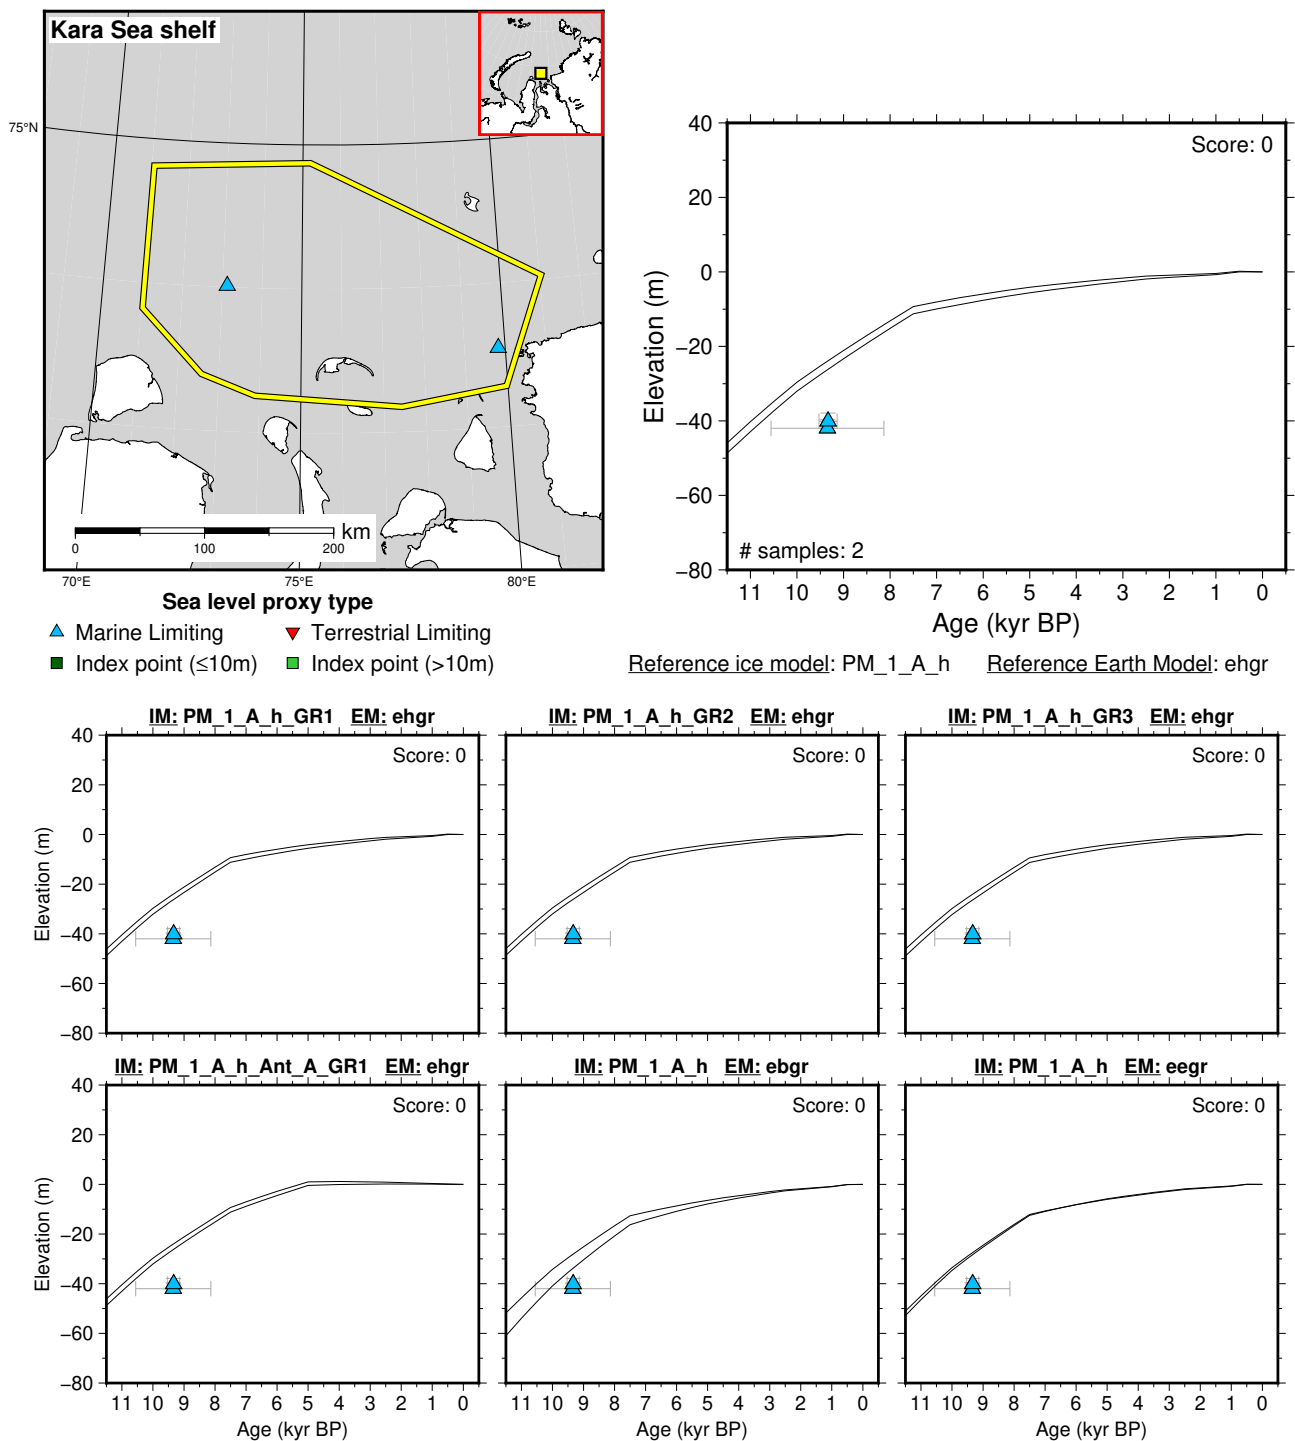 Kara Sea shelf
75°N
km
0 100 200
70°E 75°E 80°E
Sea level proxy type
Marine Limiting Terrestrial Limiting
Index point (≤10m) Index point (>10m)
Score: 0
40
20
0
−20
−40
−60
−80
Elevation (m)
# samples: 2
11 10 9 8 7 6 5 4 3 2 1 0
Age (kyr BP)
Reference ice model: PM_1_A_h Reference Earth Model: ehgr
IM: PM_1_A_h_GR1 EM: ehgr
Score: 0
40
20
0
−20
−40
−60
−80
Elevation (m)
IM: PM_1_A_h_GR2 EM: ehgr
Score: 0
IM: PM_1_A_h_GR3 EM: ehgr
Score: 0
IM: PM_1_A_h_Ant_A_GR1 EM: ehgr
Score: 0
40
20
0
−20
−40
−60
−80
Elevation (m)
11 10 9 8 7 6 5 4 3 2 1 0
Age (kyr BP)
IM: PM_1_A_h EM: ebgr
Score: 0
11 10 9 8 7 6 5 4 3 2 1 0
Age (kyr BP)
IM: PM_1_A_h EM: eegr
Score: 0
11 10 9 8 7 6 5 4 3 2 1 0
Age (kyr BP)